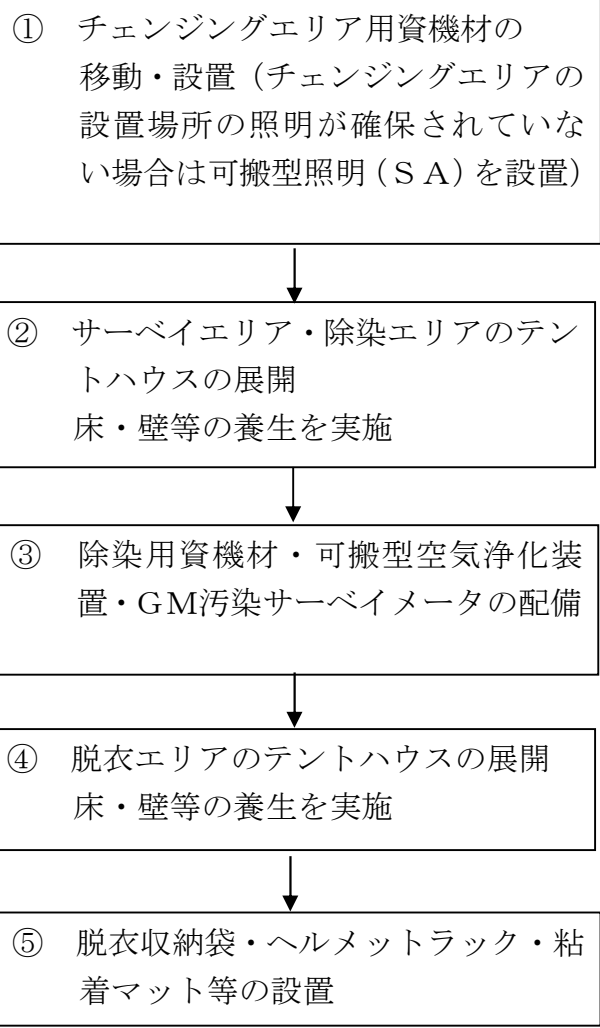 ① チェンジングエリア用資機材の
移動・設置（チェンジングエリアの
設置場所の照明が確保されていな
い場合は可搬型照明（ＳＡ）を設置）
② サーベイエリア・除染エリアのテン
トハウスの展開
床・壁等の養生を実施
③ 除染用資機材・可搬型空気浄化装
置・ＧＭ汚染サーベイメータの配備
④ 脱衣エリアのテントハウスの展開
床・壁等の養生を実施
⑤ 脱衣収納袋・ヘルメットラック・粘
着マット等の設置